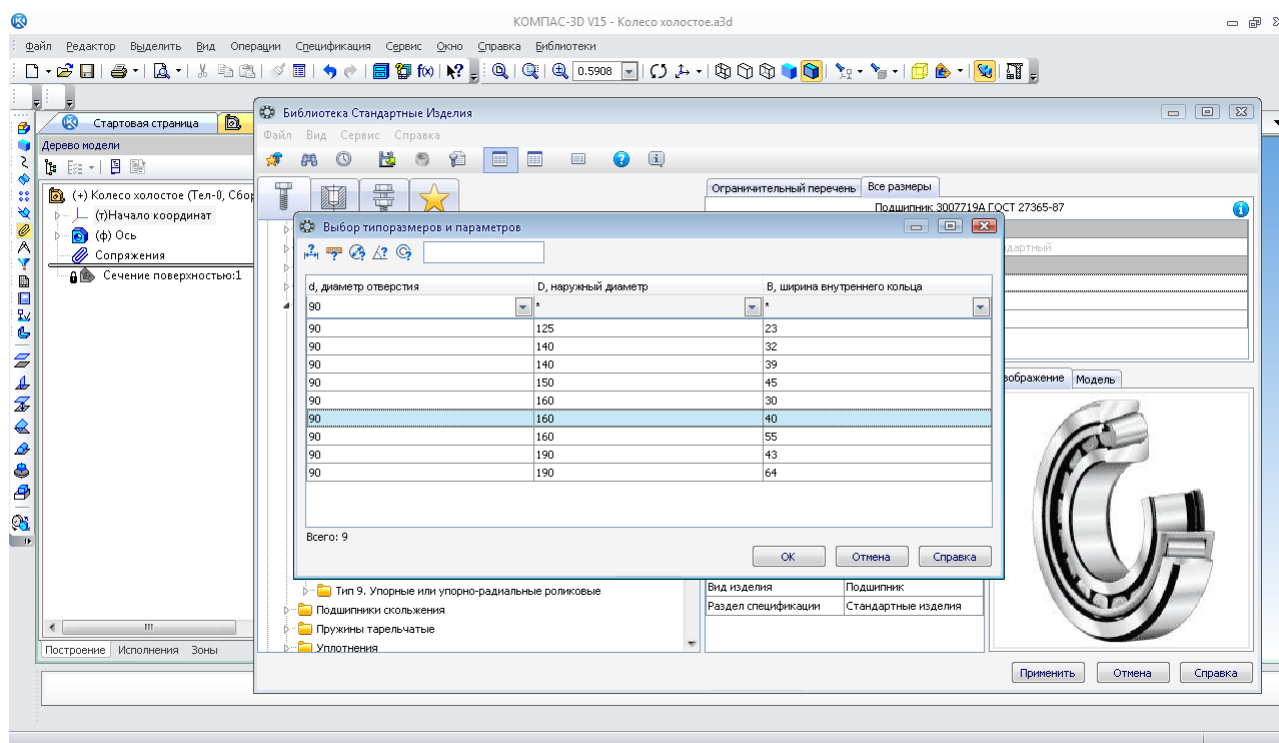 КОМПАС-3D V15 - Колесо холостое.a3d
Файл Редактор Выделить Вид Операции Спецификация Сервис Окно Справка Библиотеки
0.5908
Стартовая страница
Дерево модели
(+) Колесо холостое (Тел-0, Сбор
(т)Начало координат
(ф) Ось
Сопряжения
Сечение поверхностью:1
Построение Исполнения Зоны
Библиотека Стандартные Изделия
Файл Вид Сервис Справка
Ограничительный перечень Все размеры
Подшипник 3007719А ГОСТ 27365-87
Выбор типоразмеров и параметров
d, диаметр отверстия D, наружный диаметр B, ширина внутреннего кольца
90 * *
90 125 23
90 140 32
90 140 39
90 150 45
90 160 30
90 160 40
90 160 55
90 190 43
90 190 64
Всего: 9
ОК Отмена Справка
Модель
Тип 9. Упорные или упорно-радиальные роликовые
Подшипники скольжения
Пружины тарельчатые
Уплотнения
Вид изделия Подшипник
Раздел спецификации Стандартные изделия
Применить Отмена Справка